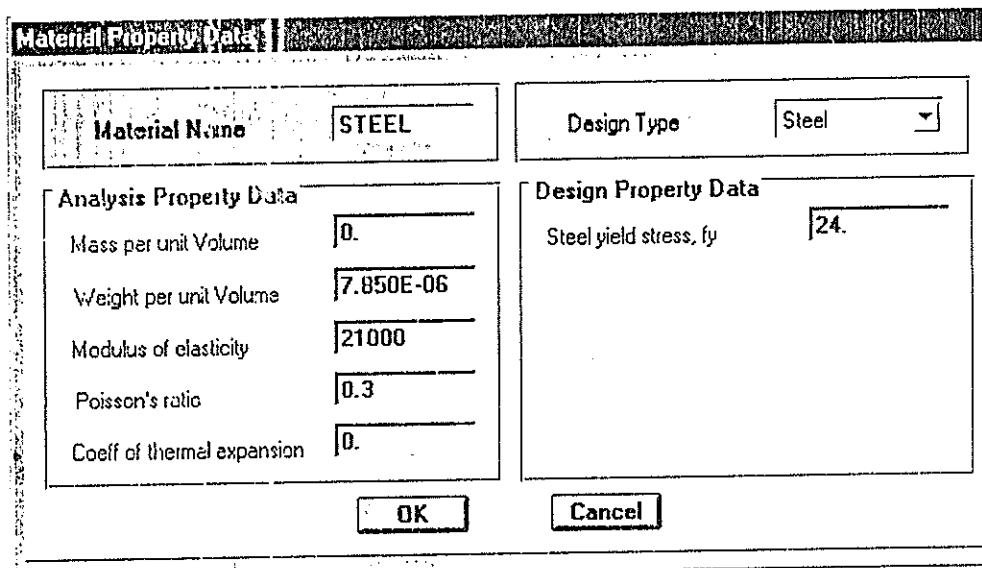 Material Property Data
Material Name
STEEL
Design Type
Steel
Analysis Property Data
Mass per unit Volume
0.
Weight per unit Volume
7.850E-06
Modulus of elasticity
21000
Poisson's ratio
0.3
Coeff of thermal expansion
0.
Design Property Data
Steel yield stress, fy
24.
OK
Cancel